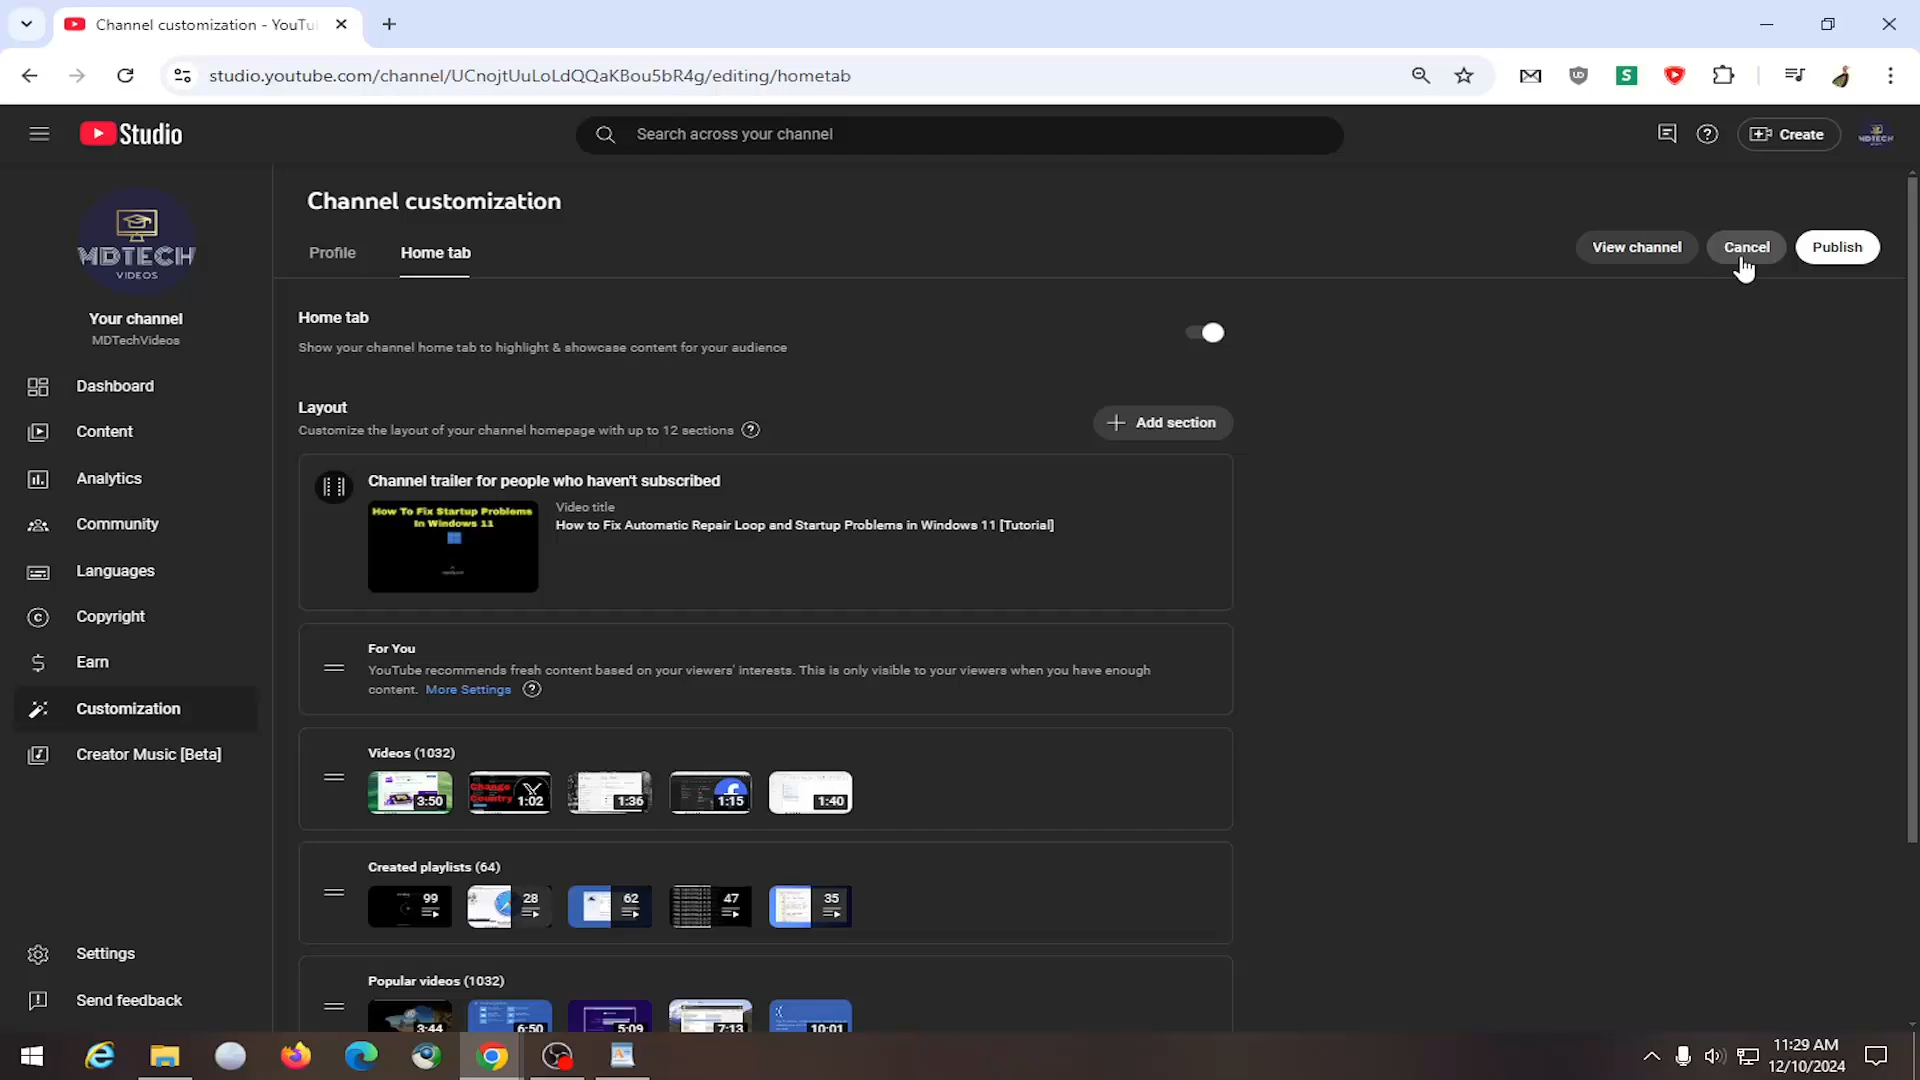 Channel customization - YouTu
studio.youtube.com/channel/UCnojtUuLoLdQQaKBou5bR4g/editing/hometab
Studio
Search across your channel
Create
MDTECH
VIDEOS
Your channel
MDTechVideos
Dashboard
Content
Analytics
Community
Languages
Copyright
Earn
Customization
Creator Music [Beta]
Settings
Send feedback
Channel customization
Profile
Home tab
View channel
Cancel
Publish
Home tab
Show your channel home tab to highlight & showcase content for your audience
Layout
Customize the layout of your channel homepage with up to 12 sections
Add section
Channel trailer for people who haven't subscribed
How To Fix Startup Problems
In Windows 11
Video title
How to Fix Automatic Repair Loop and Startup Problems in Windows 11 [Tutorial]
For You
YouTube recommends fresh content based on your viewers' interests. This is only visible to your viewers when you have enough
content. More Settings
Videos (1032)
3:50
Change
Country
1:02
1:36
1:15
1:40
Created playlists (64)
99
28
62
47
35
Popular videos (1032)
3:44
6:50
5:09
7:13
10:01
11:29 AM
12/10/2024